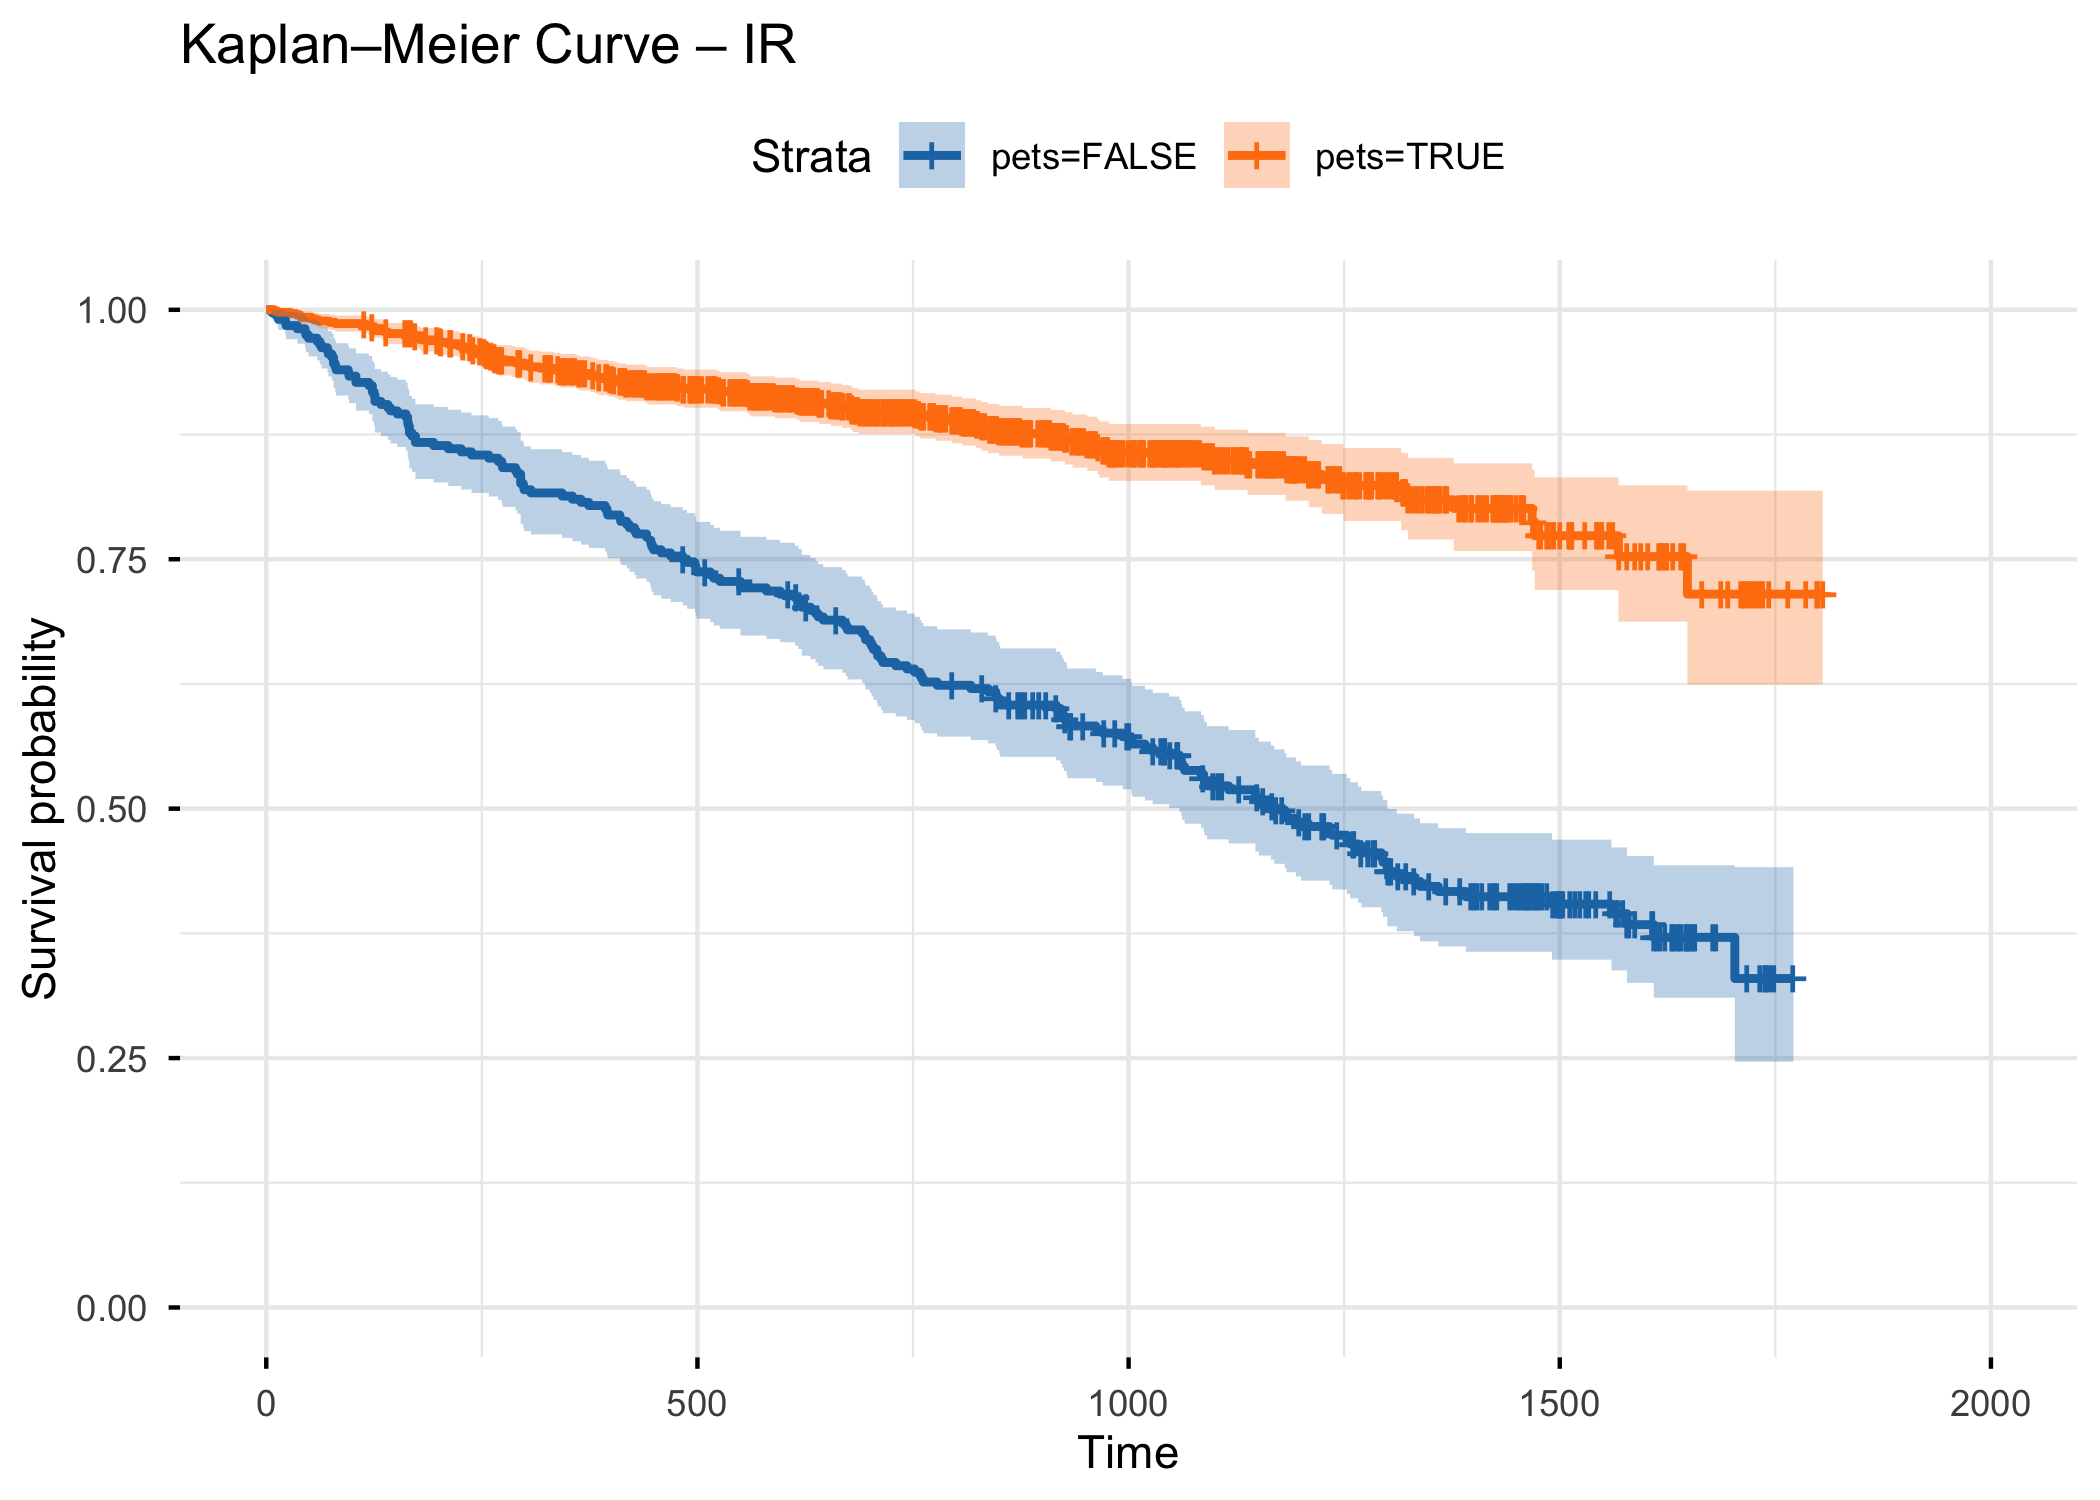 Kaplan–Meier Curve – IR
Strata pets=FALSE pets=TRUE
1.00
0.75
0.50
0.25
0.00
Survival probability
0 500 1000 1500 2000
Time